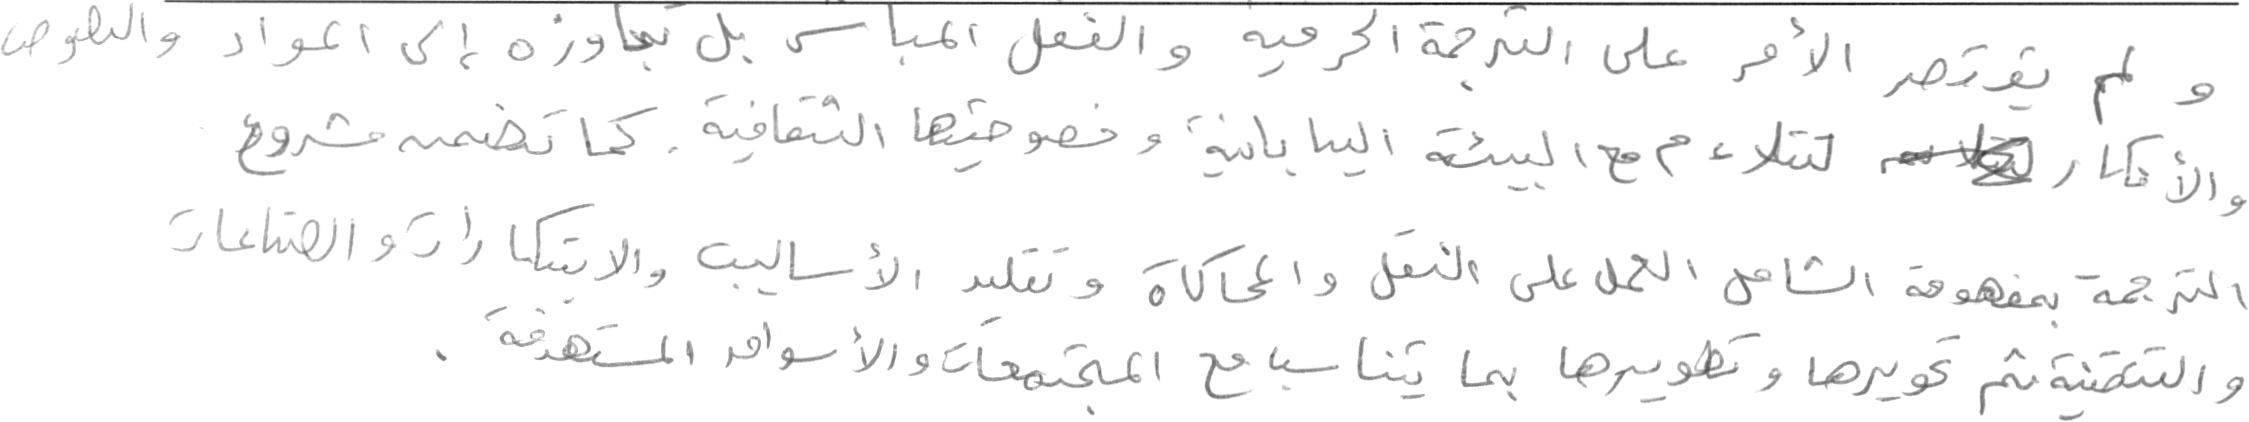 ولم يقتصر الأمر على الترجمة الحرفية والنقل المباشر بل تجاوزه إلى المواد والنصوص
والأفكار لتتلاءم مع البيئة اليابانية وخصوصيتها الثقافية. كما تضمن مشروع
الترجمة بمفهومه الشامل العمل على النقل والمحاكاة وتقليد الأساليب والابتكارات والصناعات
والتقنية ثم تحويرها وتطويرها بما يتناسب مع المجتمعات والأسواق المستهدفة.